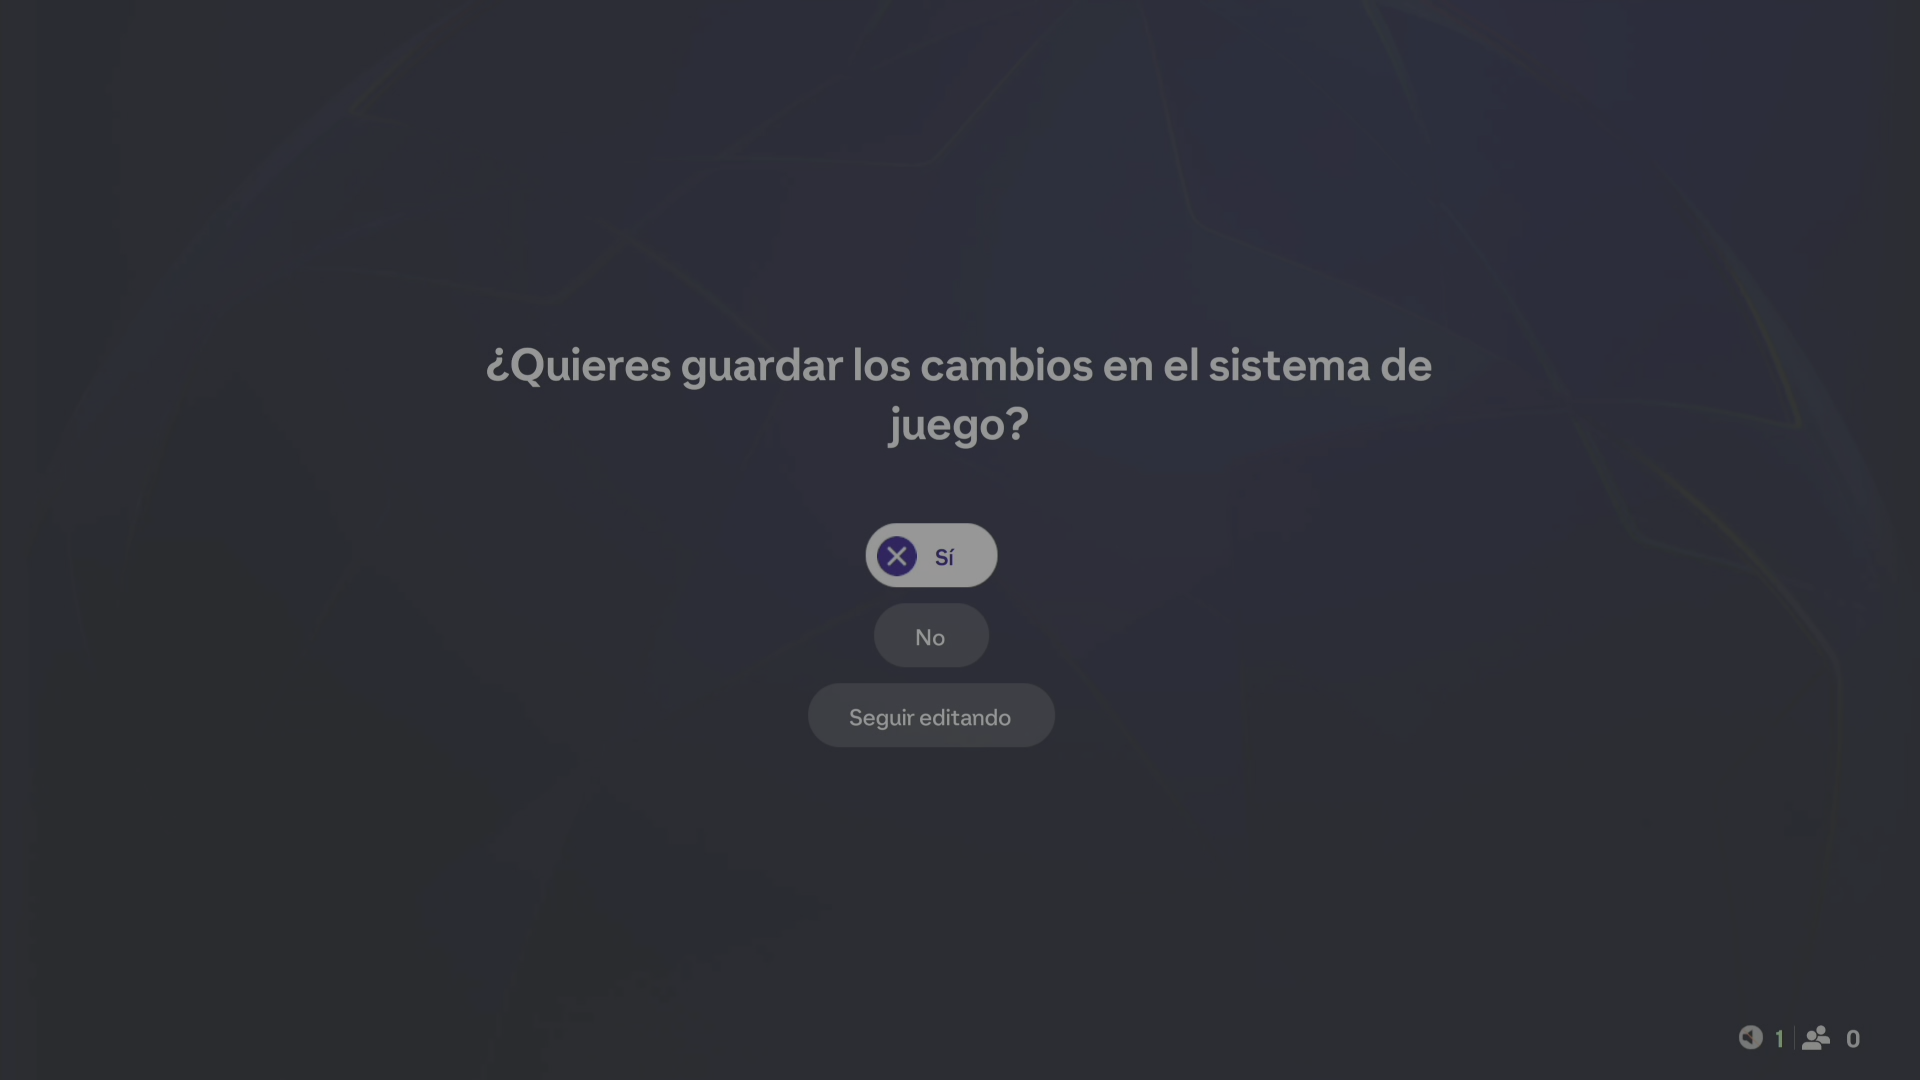 ¿Quieres guardar los cambios en el sistema de
juego?
Sí
No
Seguir editando
1
0